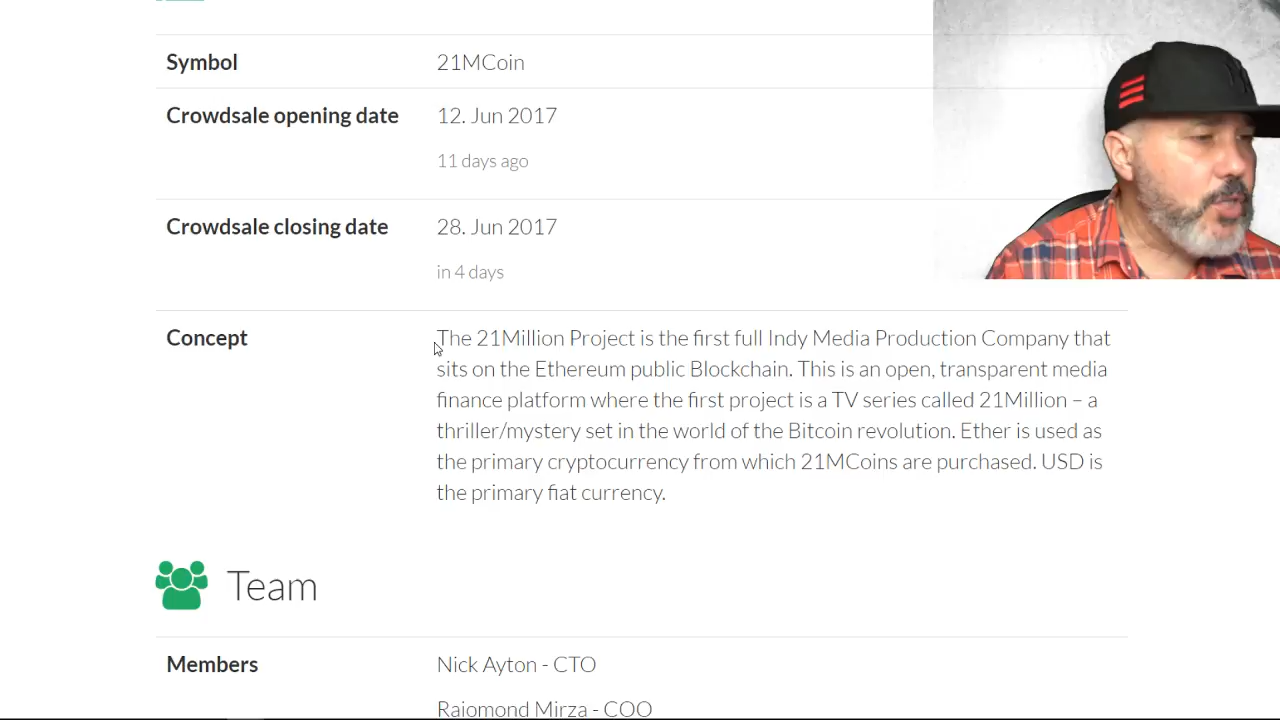 Symbol 21MCoin
Crowdsale opening date 12. Jun 2017
11 days ago
Crowdsale closing date 28. Jun 2017
in 4 days
Concept The 21Million Project is the first full Indy Media Production Company that
sits on the Ethereum public Blockchain. This is an open, transparent media
finance platform where the first project is a TV series called 21Million – a
thriller/mystery set in the world of the Bitcoin revolution. Ether is used as
the primary cryptocurrency from which 21MCoins are purchased. USD is
the primary fiat currency.
Team
Members Nick Ayton - CTO
Raiomond Mirza - COO